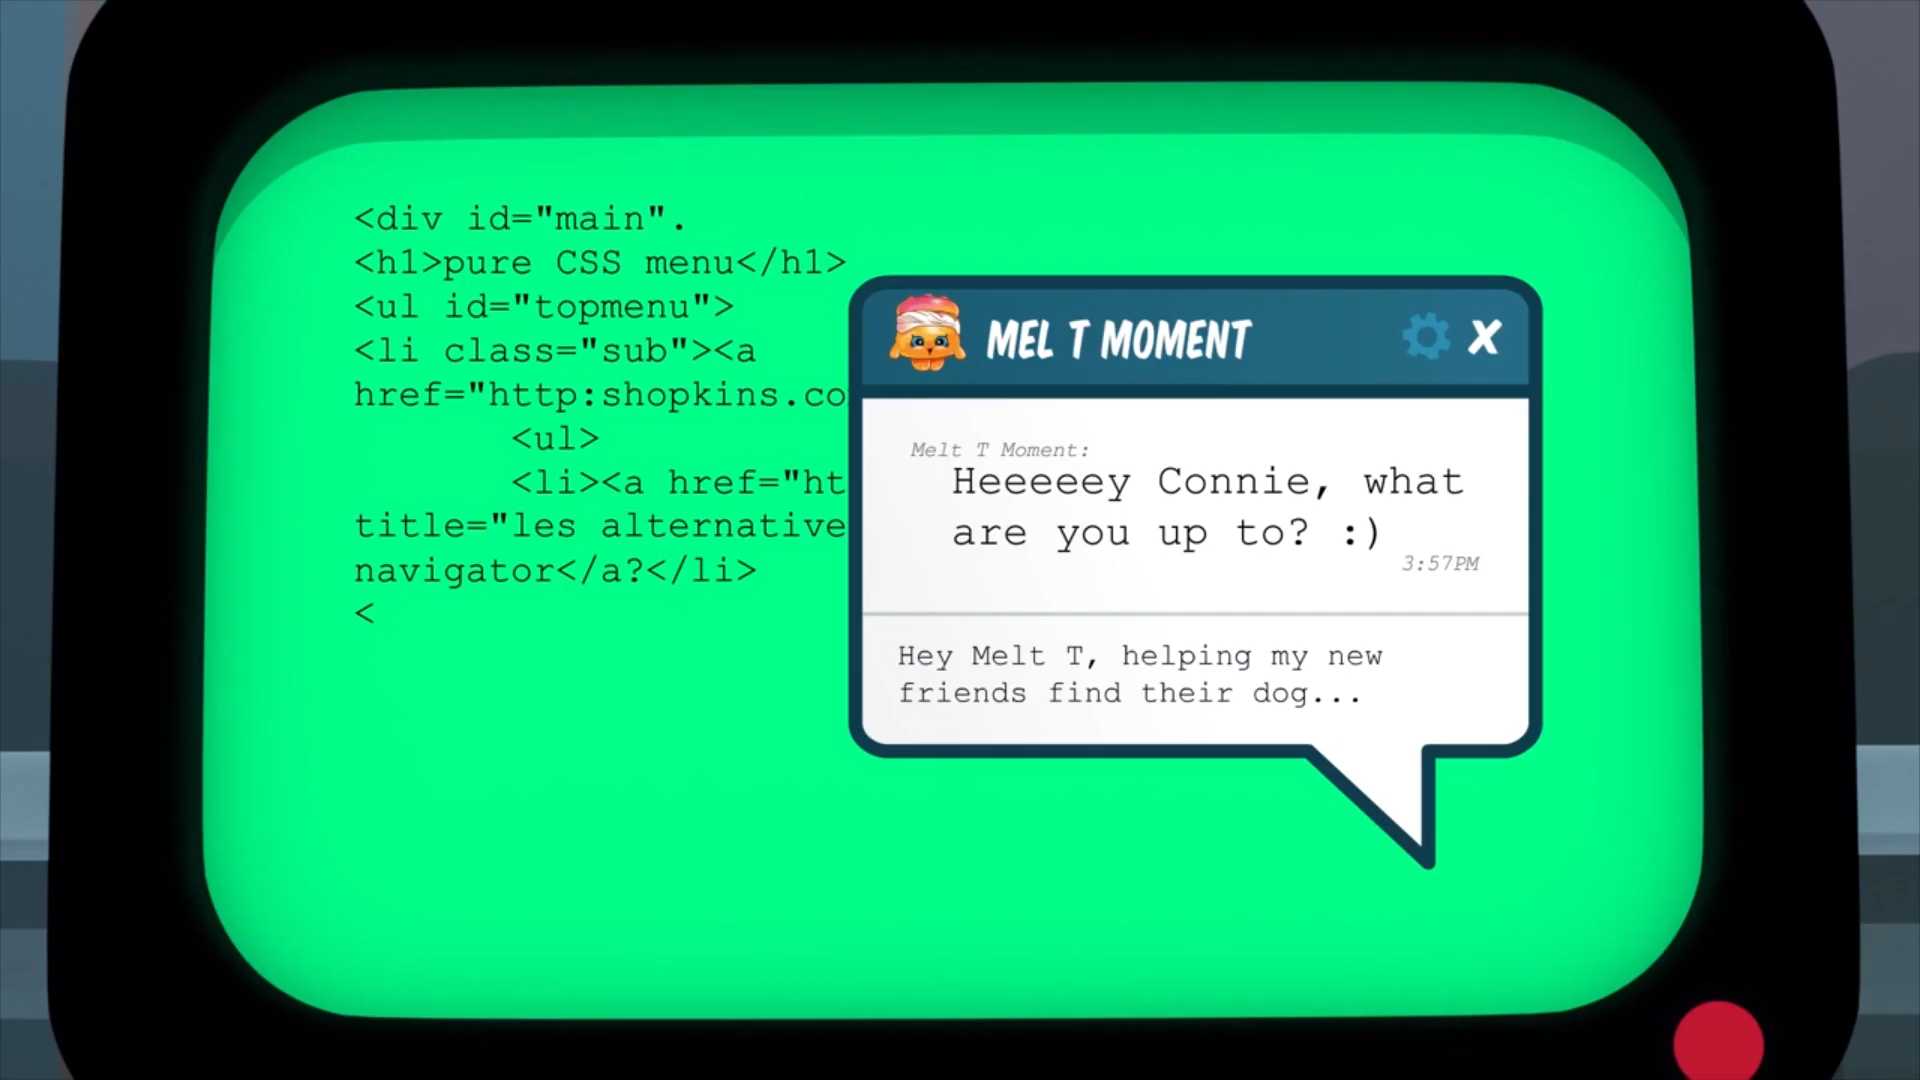 <div id="main".
<h1>pure CSS menu</h1>
<ul id="topmenu">
<li class="sub"><a
href="http:shopkins.co
<ul>
<li><a href="ht
title="les alternative
navigator</a?</li>
<
MEL T MOMENT
X
Melt T Moment:
Heeeeey Connie, what
are you up to? :)
3:57PM
Hey Melt T, helping my new
friends find their dog...